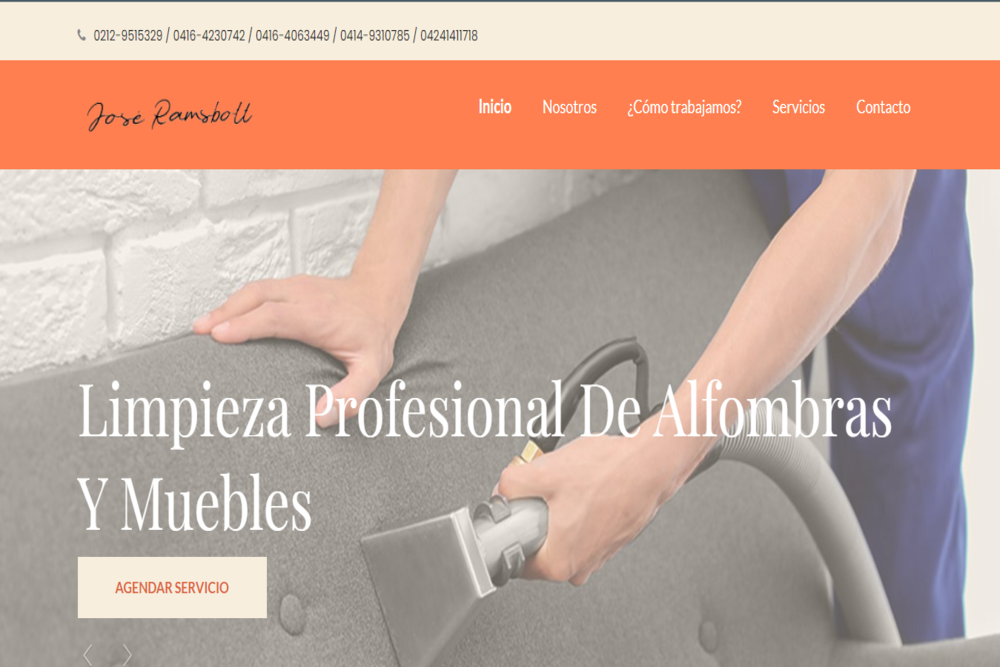 0212-9515329 / 0416-4230742 / 0416-4063449 / 0414-9310785 / 04241411718
José Ramsboll
Inicio Nosotros ¿Cómo trabajamos? Servicios Contacto
Limpieza Profesional De Alfombras
Y Muebles
AGENDAR SERVICIO